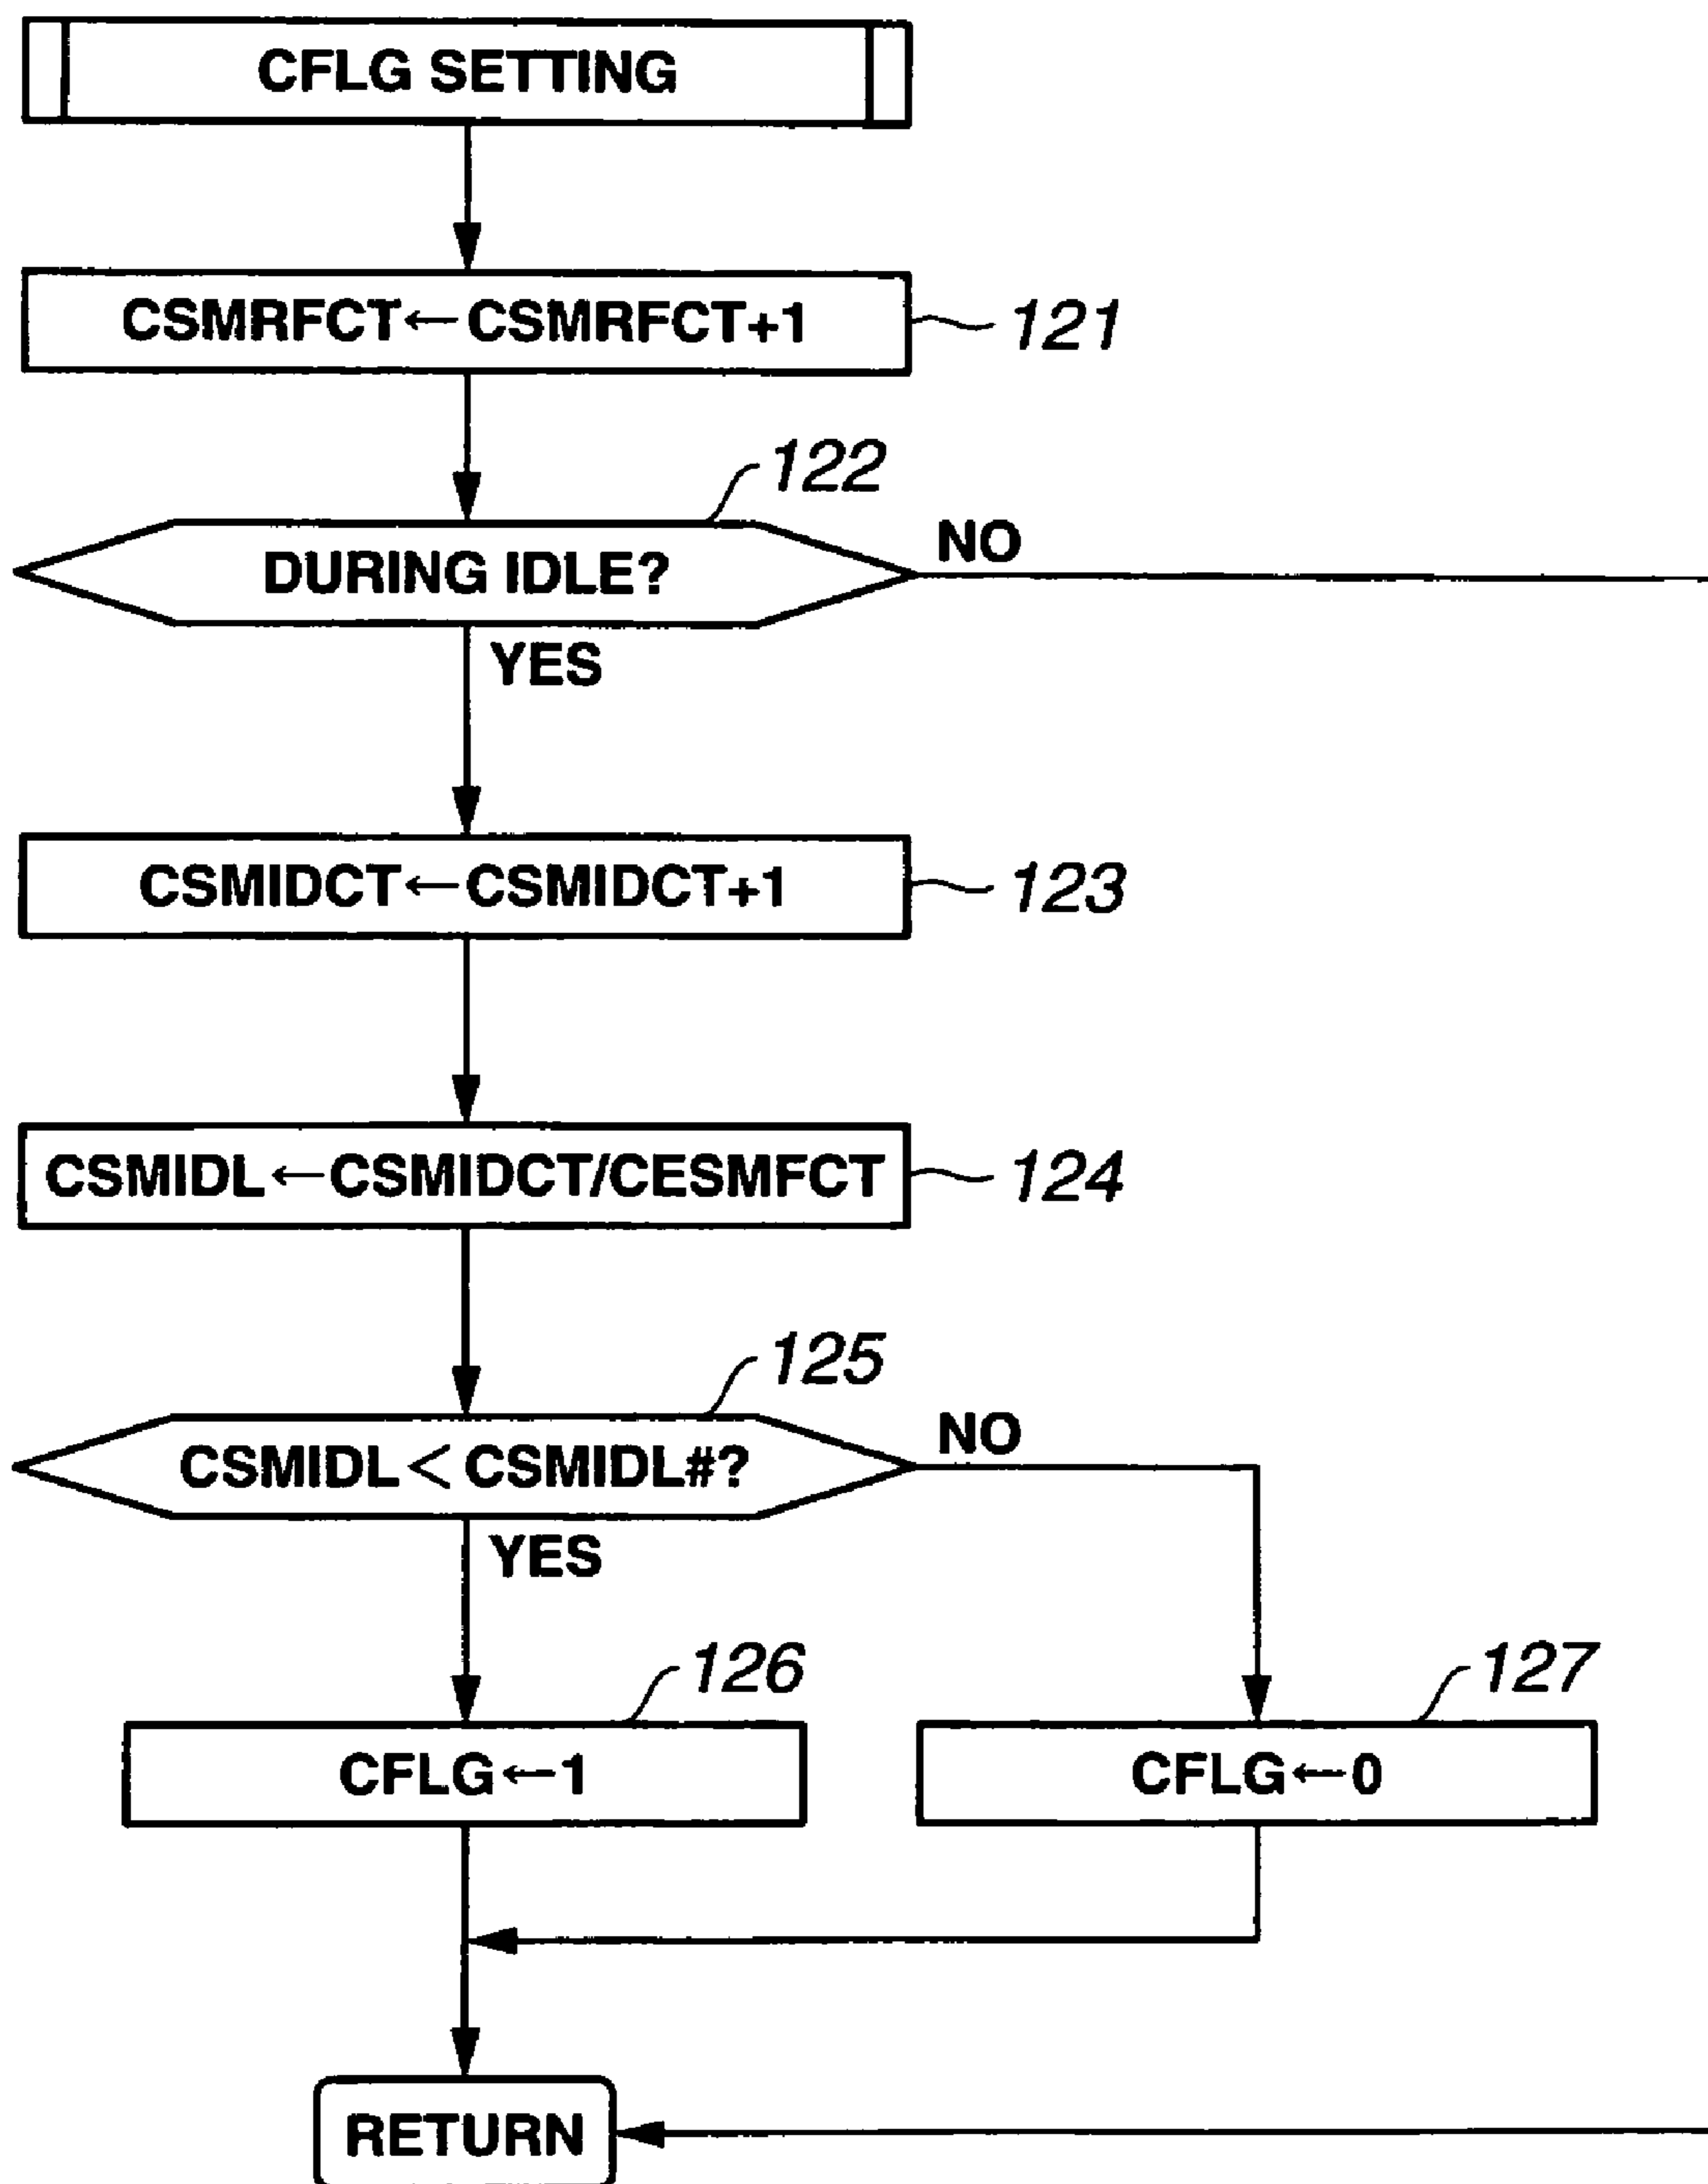 CFLG SETTING
CSMRFCT←CSMRFCT+1
121
122
DURING IDLE?
NO
YES
CSMIDCT←CSMIDCT+1
123
CSMIDL←CSMIDCT/CESMFCT
124
125
CSMIDL<CSMIDL#?
NO
YES
126
127
CFLG←1
CFLG←0
RETURN